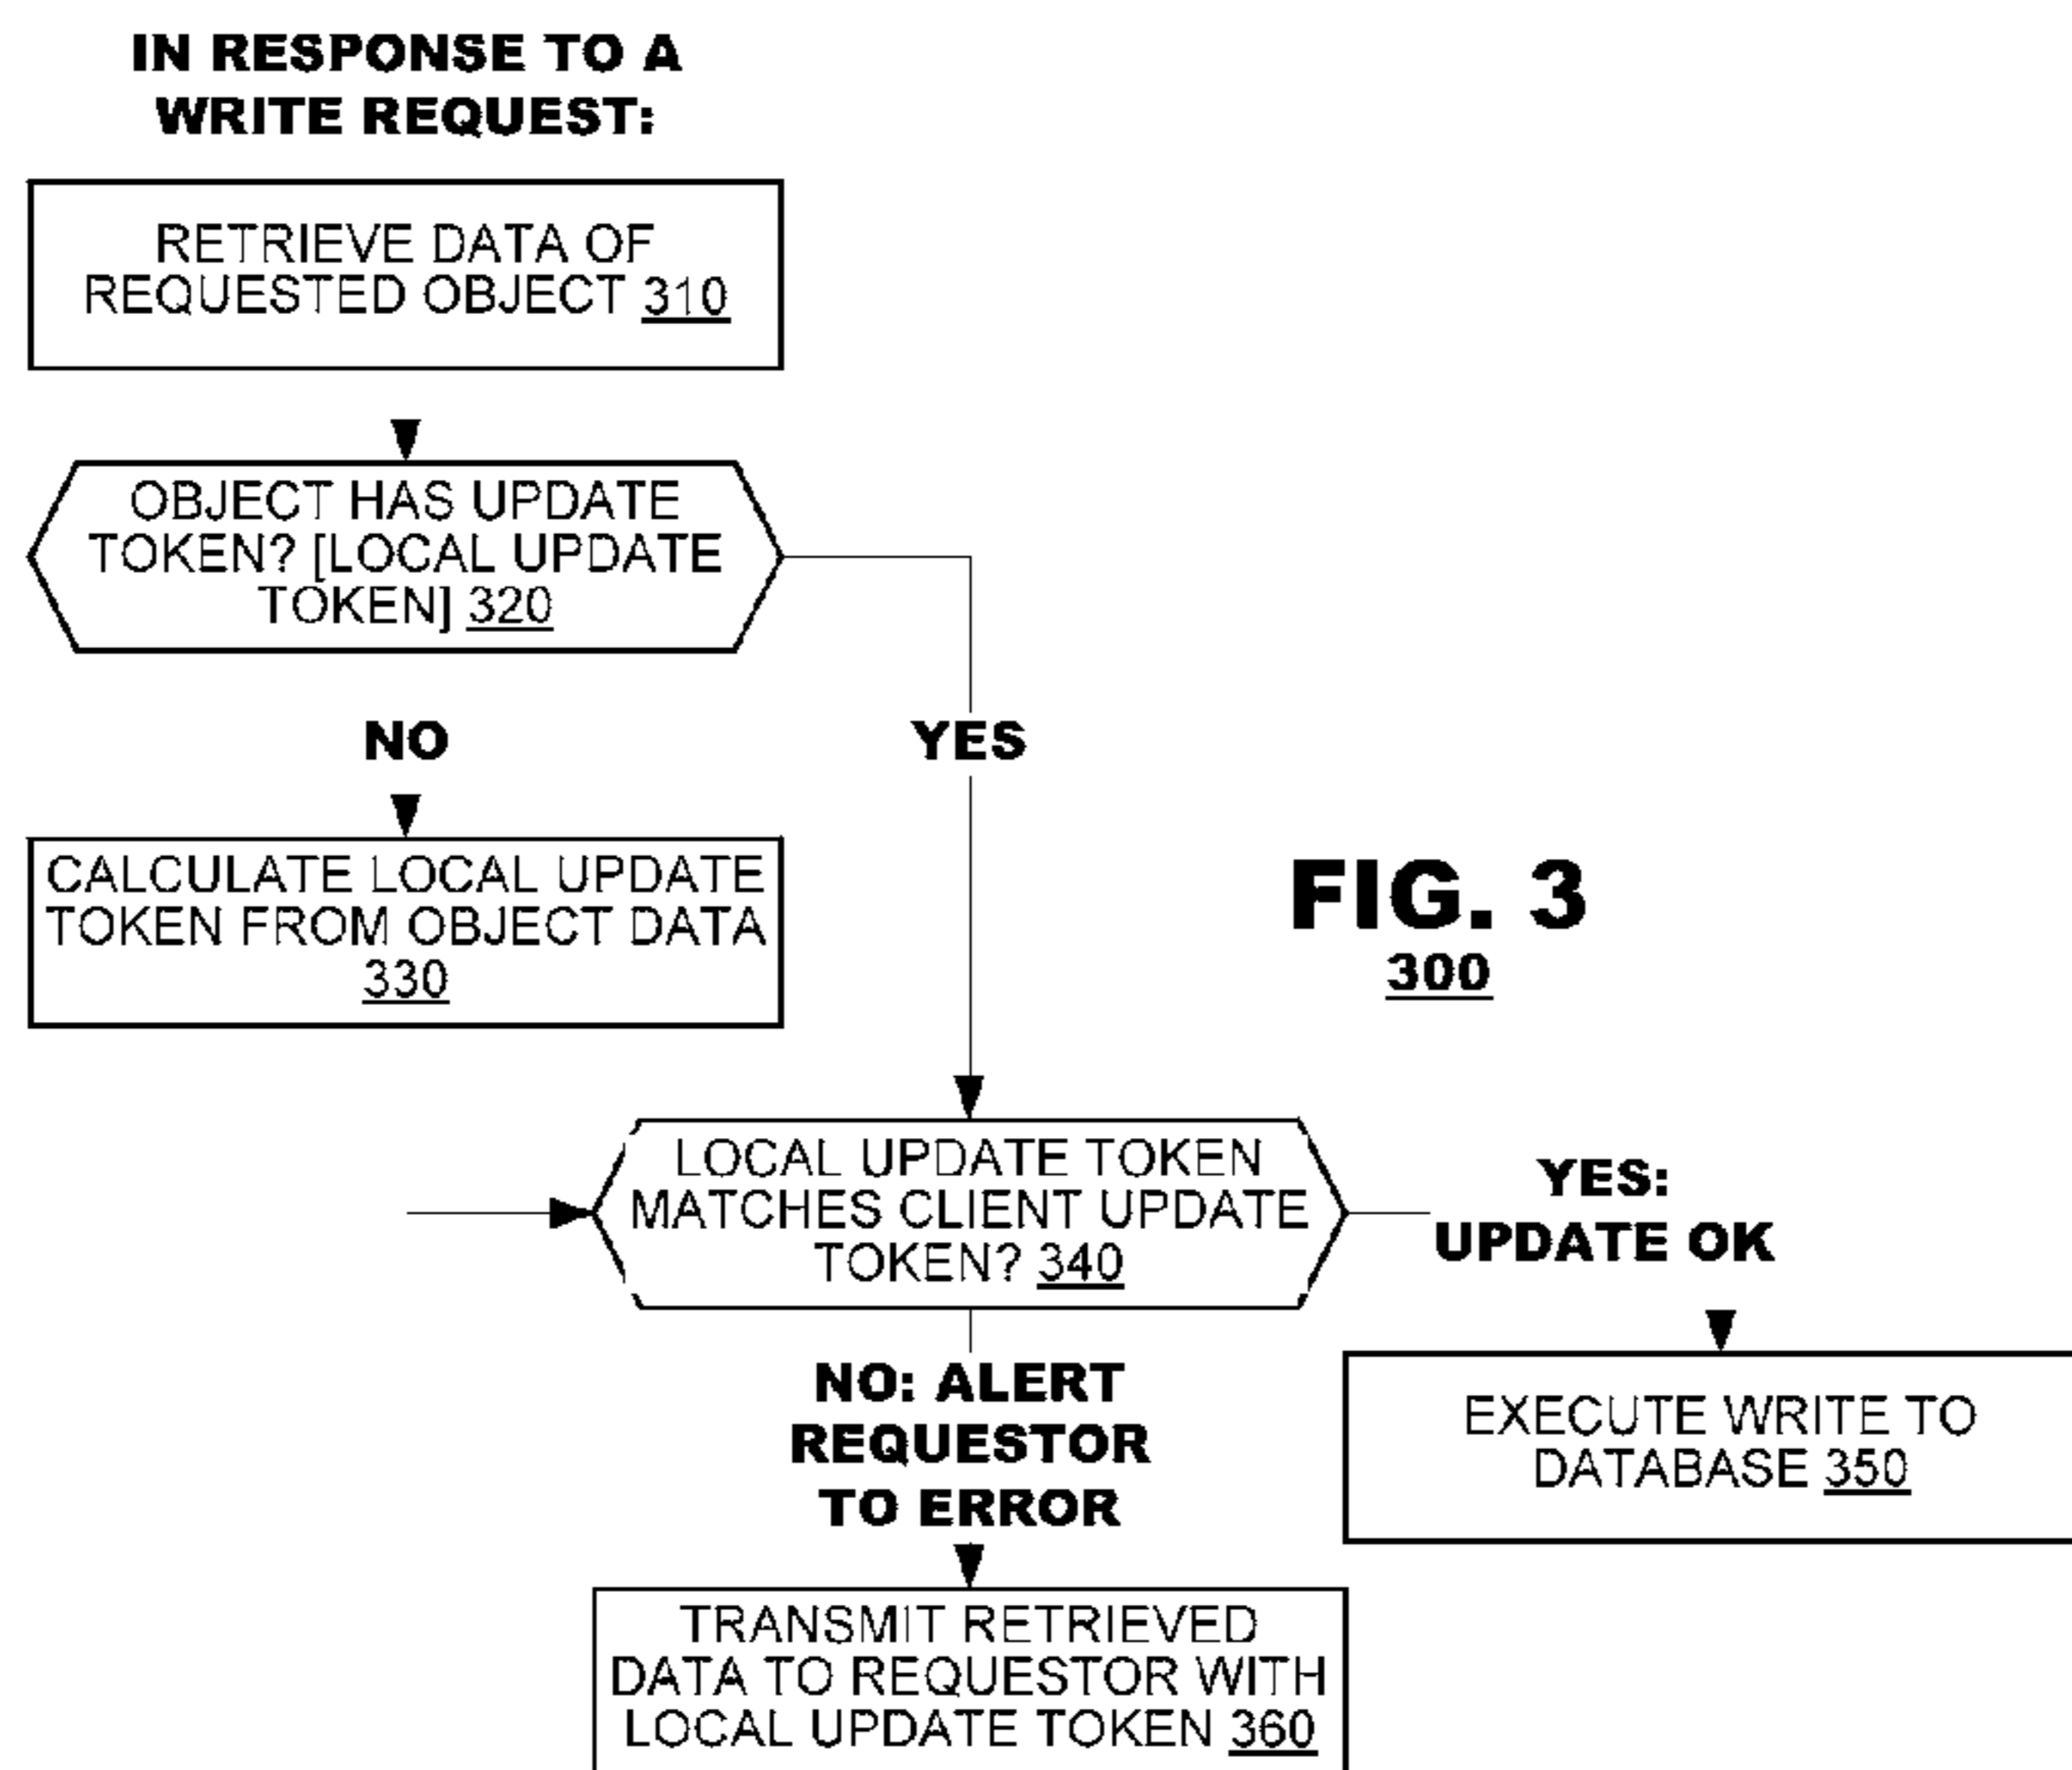 IN RESPONSE TO A
WRITE REQUEST:
RETRIEVE DATA OF
REQUESTED OBJECT 310
OBJECT HAS UPDATE
TOKEN? [LOCAL UPDATE
TOKEN] 320
NO
YES
CALCULATE LOCAL UPDATE
TOKEN FROM OBJECT DATA
330
FIG. 3
300
LOCAL UPDATE TOKEN
MATCHES CLIENT UPDATE
TOKEN? 340
YES:
UPDATE OK
NO: ALERT
REQUESTOR
TO ERROR
EXECUTE WRITE TO
DATABASE 350
TRANSMIT RETRIEVED
DATA TO REQUESTOR WITH
LOCAL UPDATE TOKEN 360